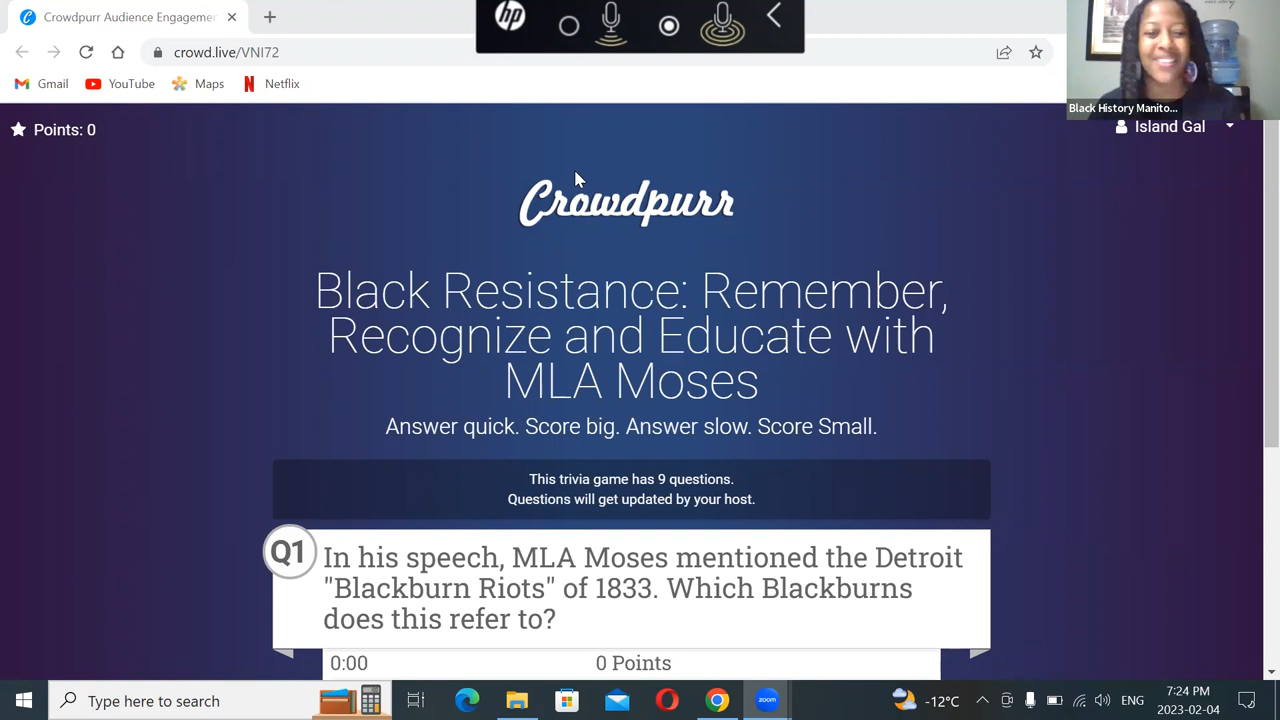 Crowdpurr Audience Engagemen
crowd.live/VNI72
Gmail
YouTube
Maps
Netflix
hp
Black History Manito...
Points: 0
Island Gal
Crowdpurr
Black Resistance: Remember,
Recognize and Educate with
MLA Moses
Answer quick. Score big. Answer slow. Score Small.
This trivia game has 9 questions.
Questions will get updated by your host.
Q1
In his speech, MLA Moses mentioned the Detroit
"Blackburn Riots" of 1833. Which Blackburns
does this refer to?
0:00
0 Points
Type here to search
zoom
-12°C
ENG
7:24 PM
2023-02-04